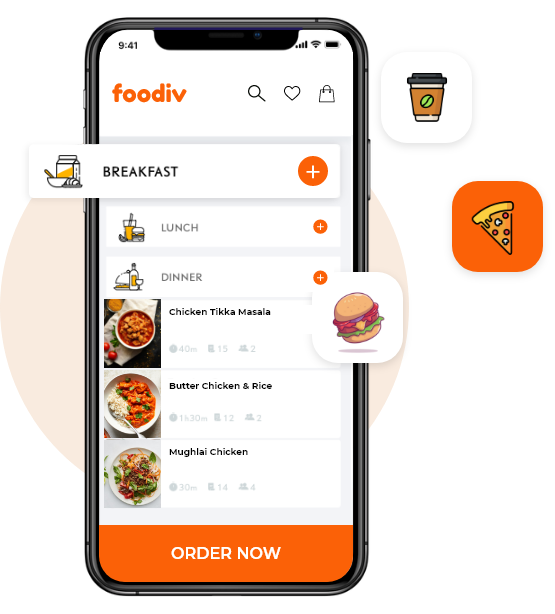 9:41
foodiv
BREAKFAST
LUNCH
DINNER
Chicken Tikka Masala
40m 15 2
Butter Chicken & Rice
1h30m 12 2
Mughlai Chicken
30m 14 4
ORDER NOW